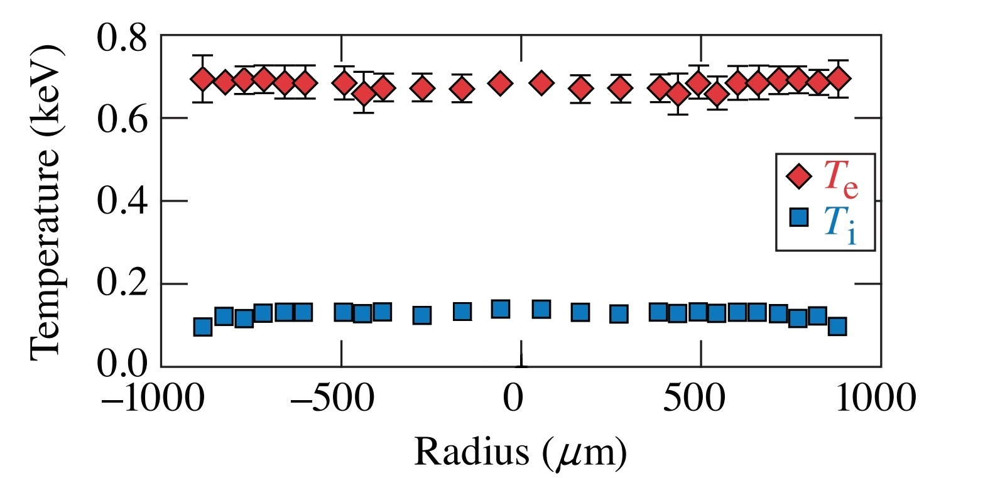 0.8
0.6
0.4
0.2
0.0
Temperature (keV)
Te
Ti
–1000 –500 0 500 1000
Radius (μm)